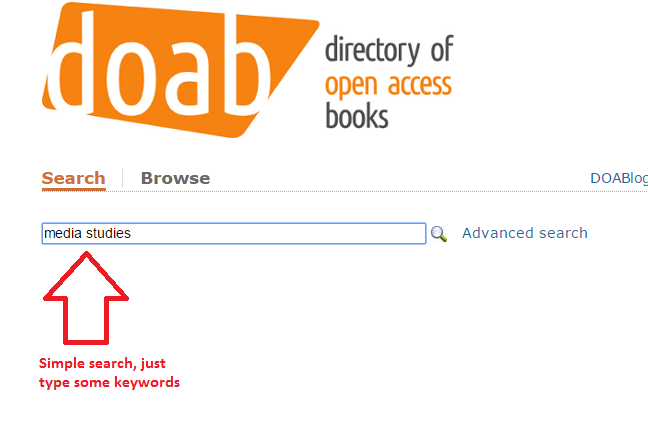 doab
directory of
open access
books
Search
Browse
DOABlog
media studies
Advanced search
Simple search, just
type some keywords